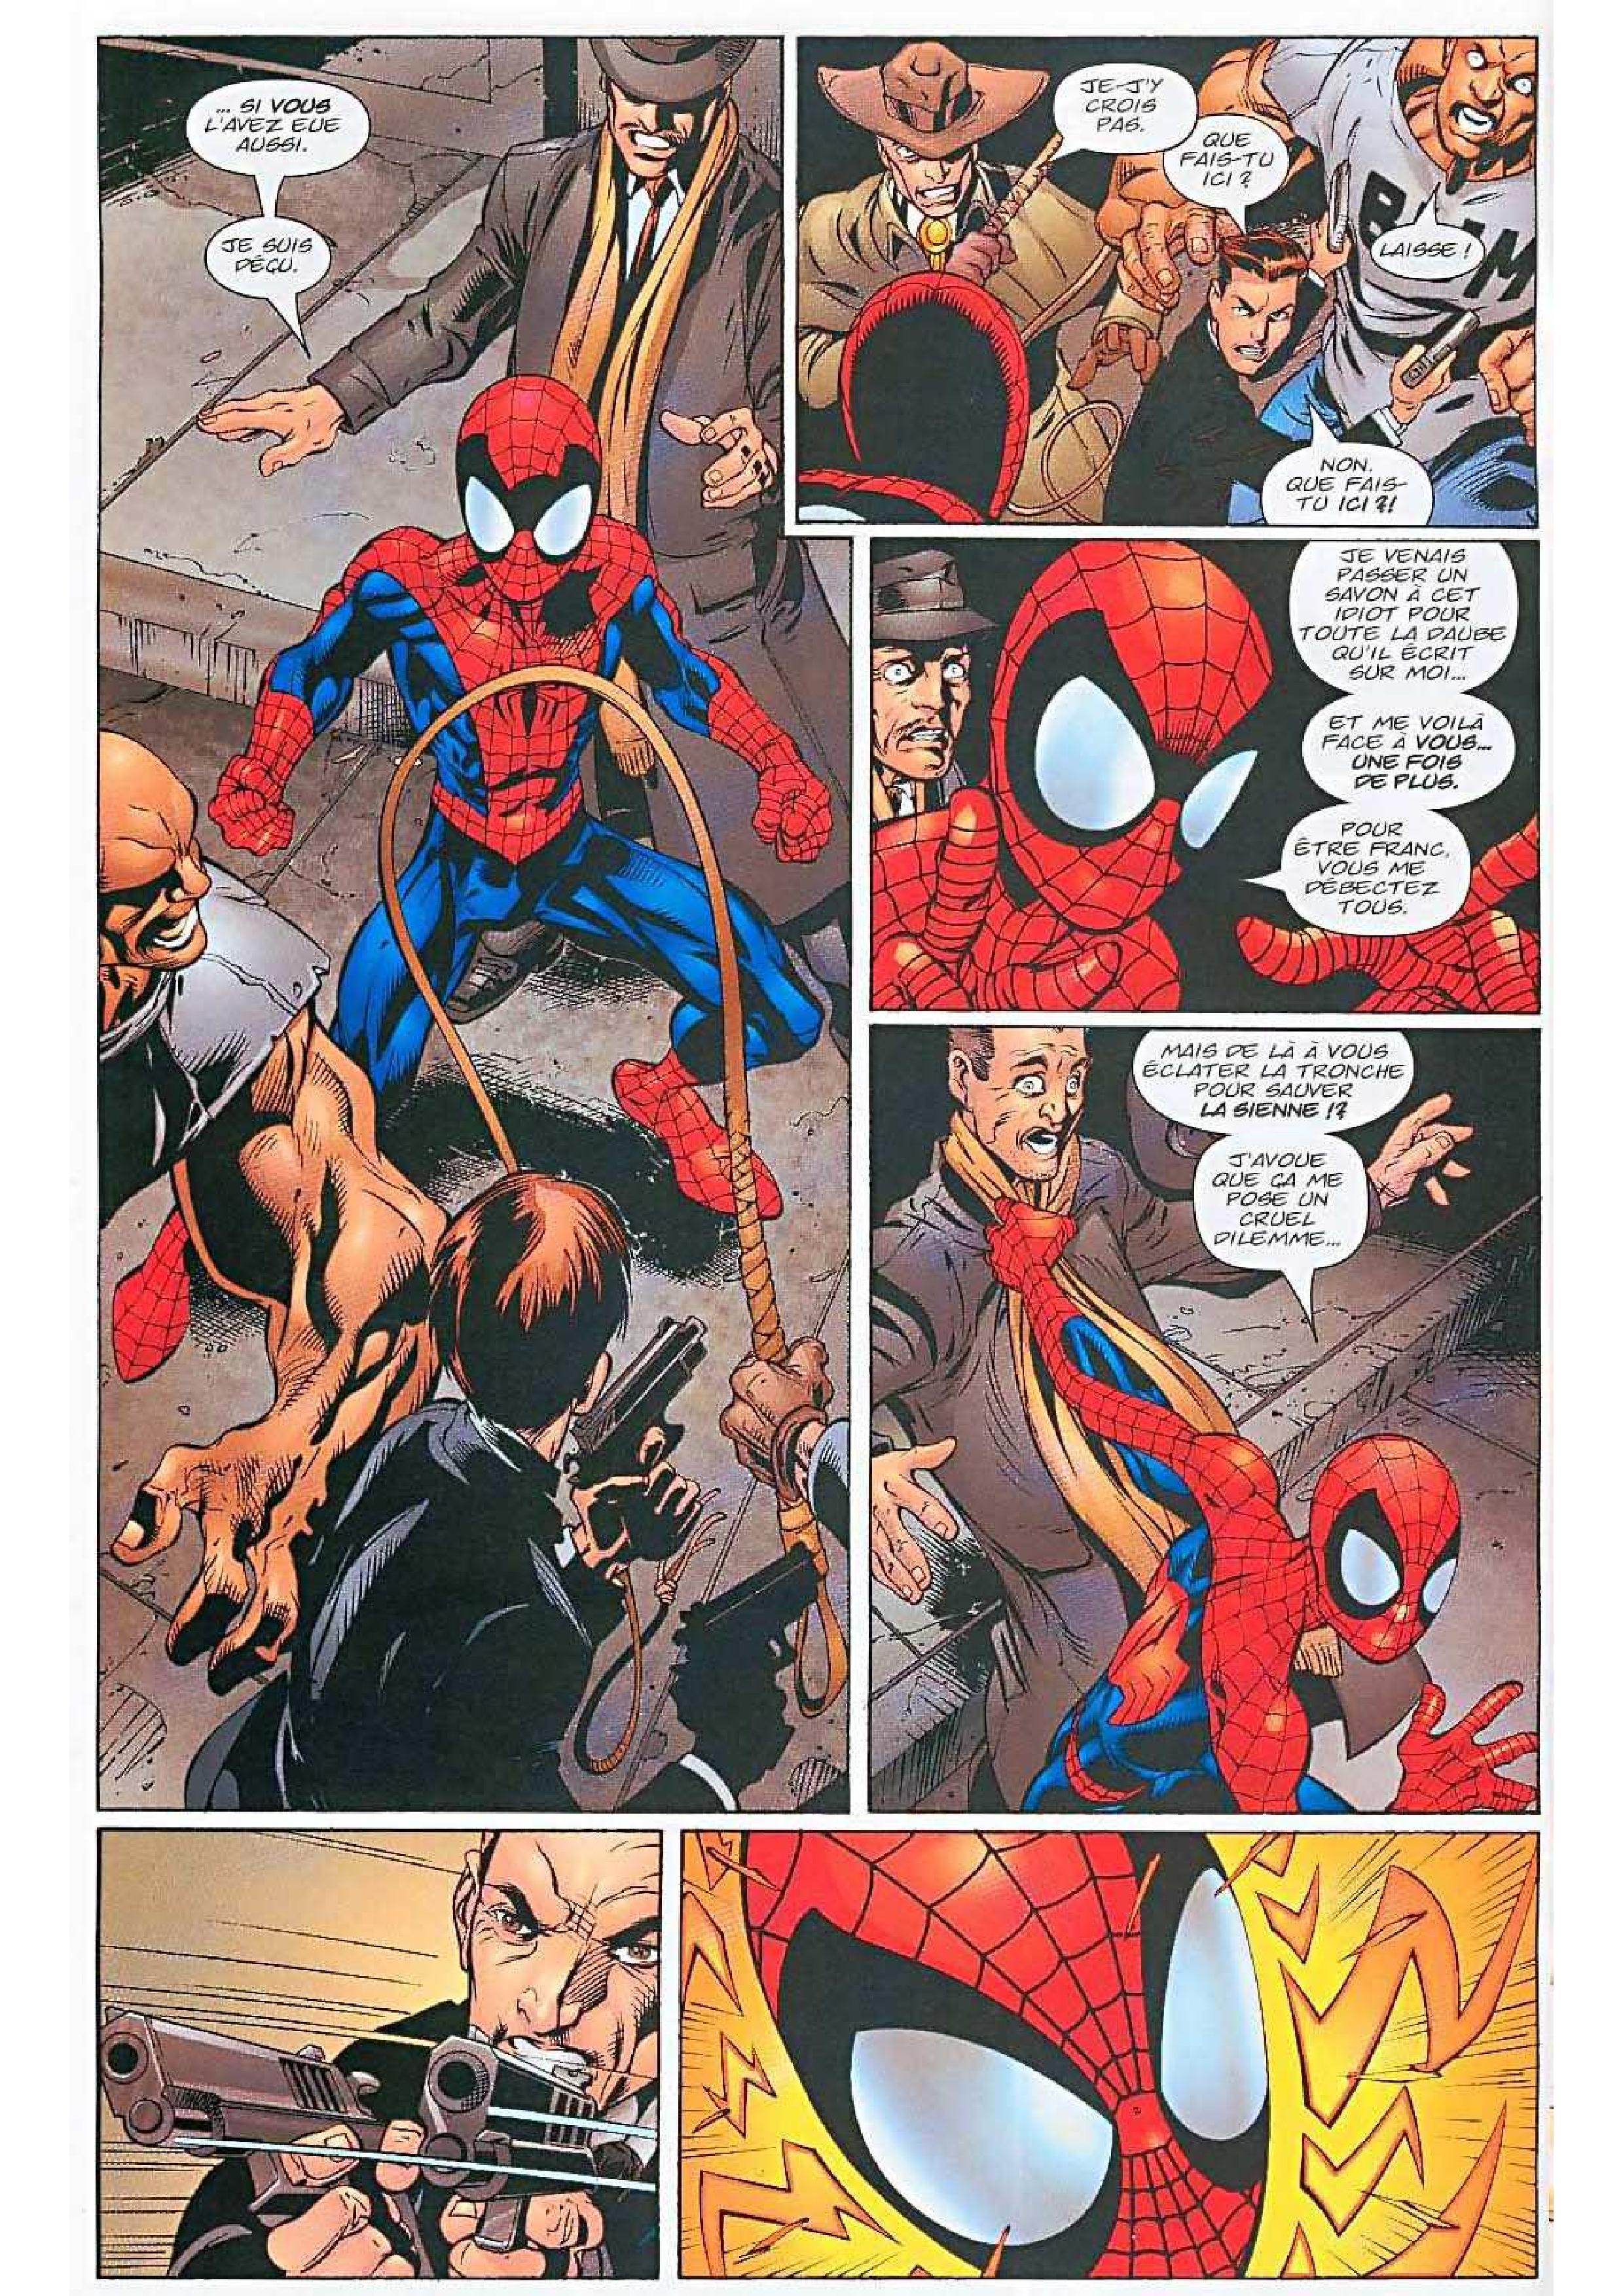 ... SI VOUS
L'AVEZ EUE
AUSSI.
JE SUIS
DÉÇU.
JE-J'Y
CROIS
PAS.
QUE
FAIS-TU
ICI ?
LAISSE !
NON.
QUE FAIS-
TU ICI ?!
JE VENAIS
PASSER UN
SAVON À CET
IDIOT POUR
TOUTE LA DAUBE
QU'IL ÉCRIT
SUR MOI...
ET ME VOILÀ
FACE À VOUS...
UNE FOIS
DE PLUS.
POUR
ÊTRE FRANC,
VOUS ME
DÉBECTEZ
TOUS.
MAIS DE LÀ À VOUS
ÉCLATER LA TRONCHE
POUR SAUVER
LA SIENNE !?
J'AVOUE
QUE ÇA ME
POSE UN
CRUEL
DILEMME...